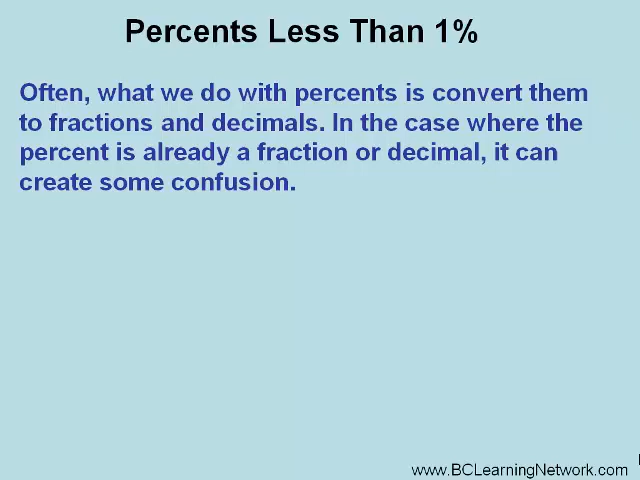 Percents Less Than 1%
Often, what we do with percents is convert them
to fractions and decimals. In the case where the
percent is already a fraction or decimal, it can
create some confusion.
www.BCLearningNetwork.com